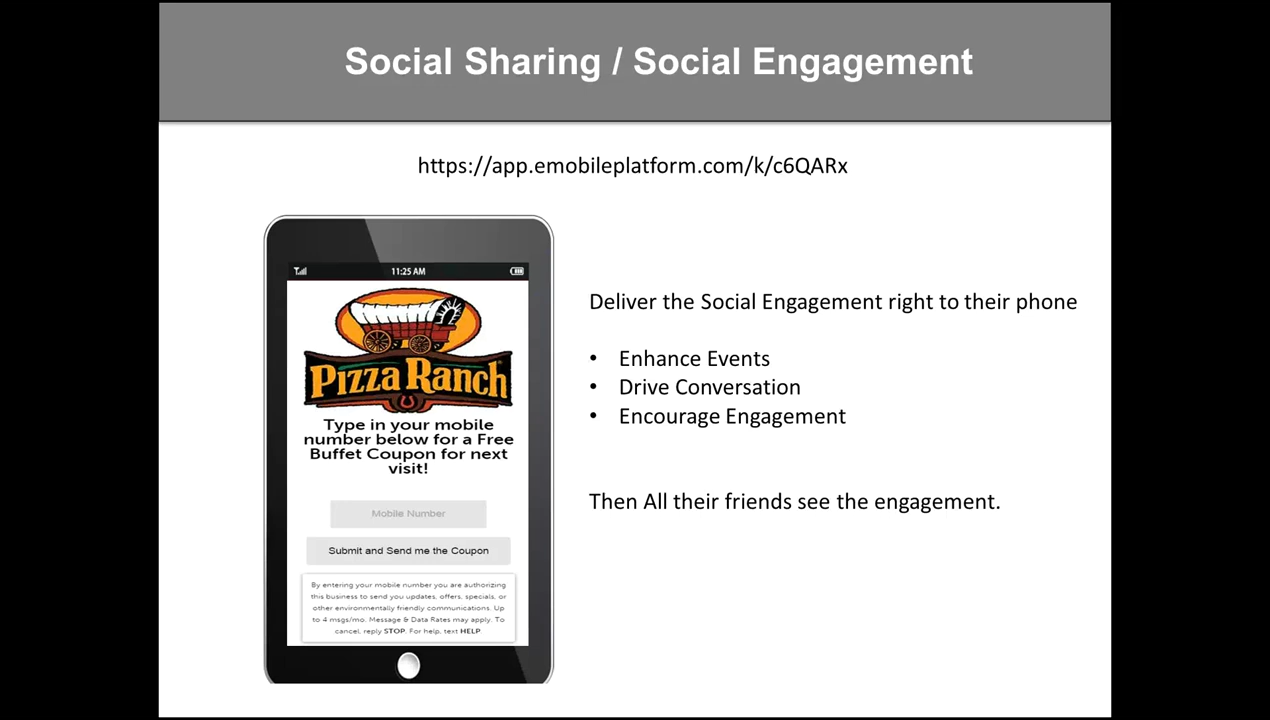 Social Sharing / Social Engagement
https://app.emobileplatform.com/k/c6QARx
11:25 AM
Pizza Ranch
Type in your mobile
number below for a Free
Buffet Coupon for next
visit!
Mobile Number
Submit and Send me the Coupon
By entering your mobile number you are authorizing
this business to send you updates, offers, specials, or
other environmentally friendly communications. Up
to 4 msgs/mo. Message & Data Rates may apply. To
cancel, reply STOP. For help, text HELP
Deliver the Social Engagement right to their phone
• Enhance Events
• Drive Conversation
• Encourage Engagement
Then All their friends see the engagement.